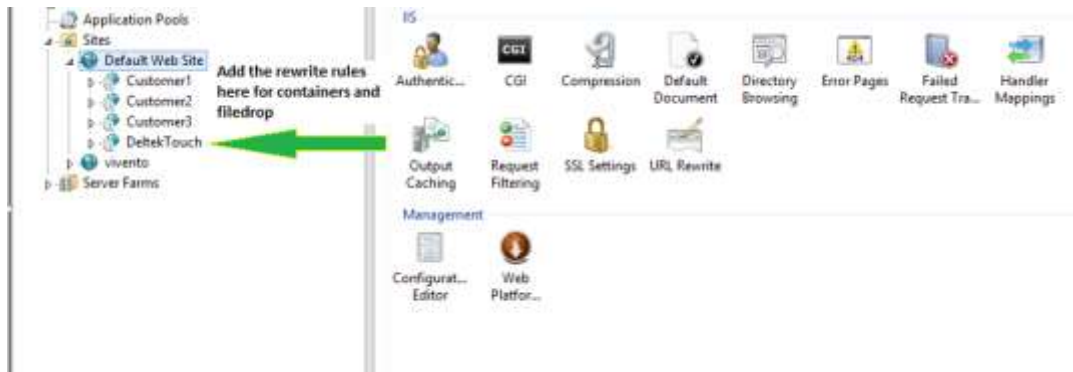 Application Pools
Sites
Default Web Site
Customer1
Customer2
Customer3
DeltekTouch
vivento
Server Farms
Add the rewrite rules
here for containers and
filedrop
IIS
Authentic...
CGI
Compression
Default
Document
Directory
Browsing
Error Pages
Failed
Request Tra...
Handler
Mappings
Output
Caching
Request
Filtering
SSL Settings
URL Rewrite
Management
Configurat...
Editor
Web
Platfor...